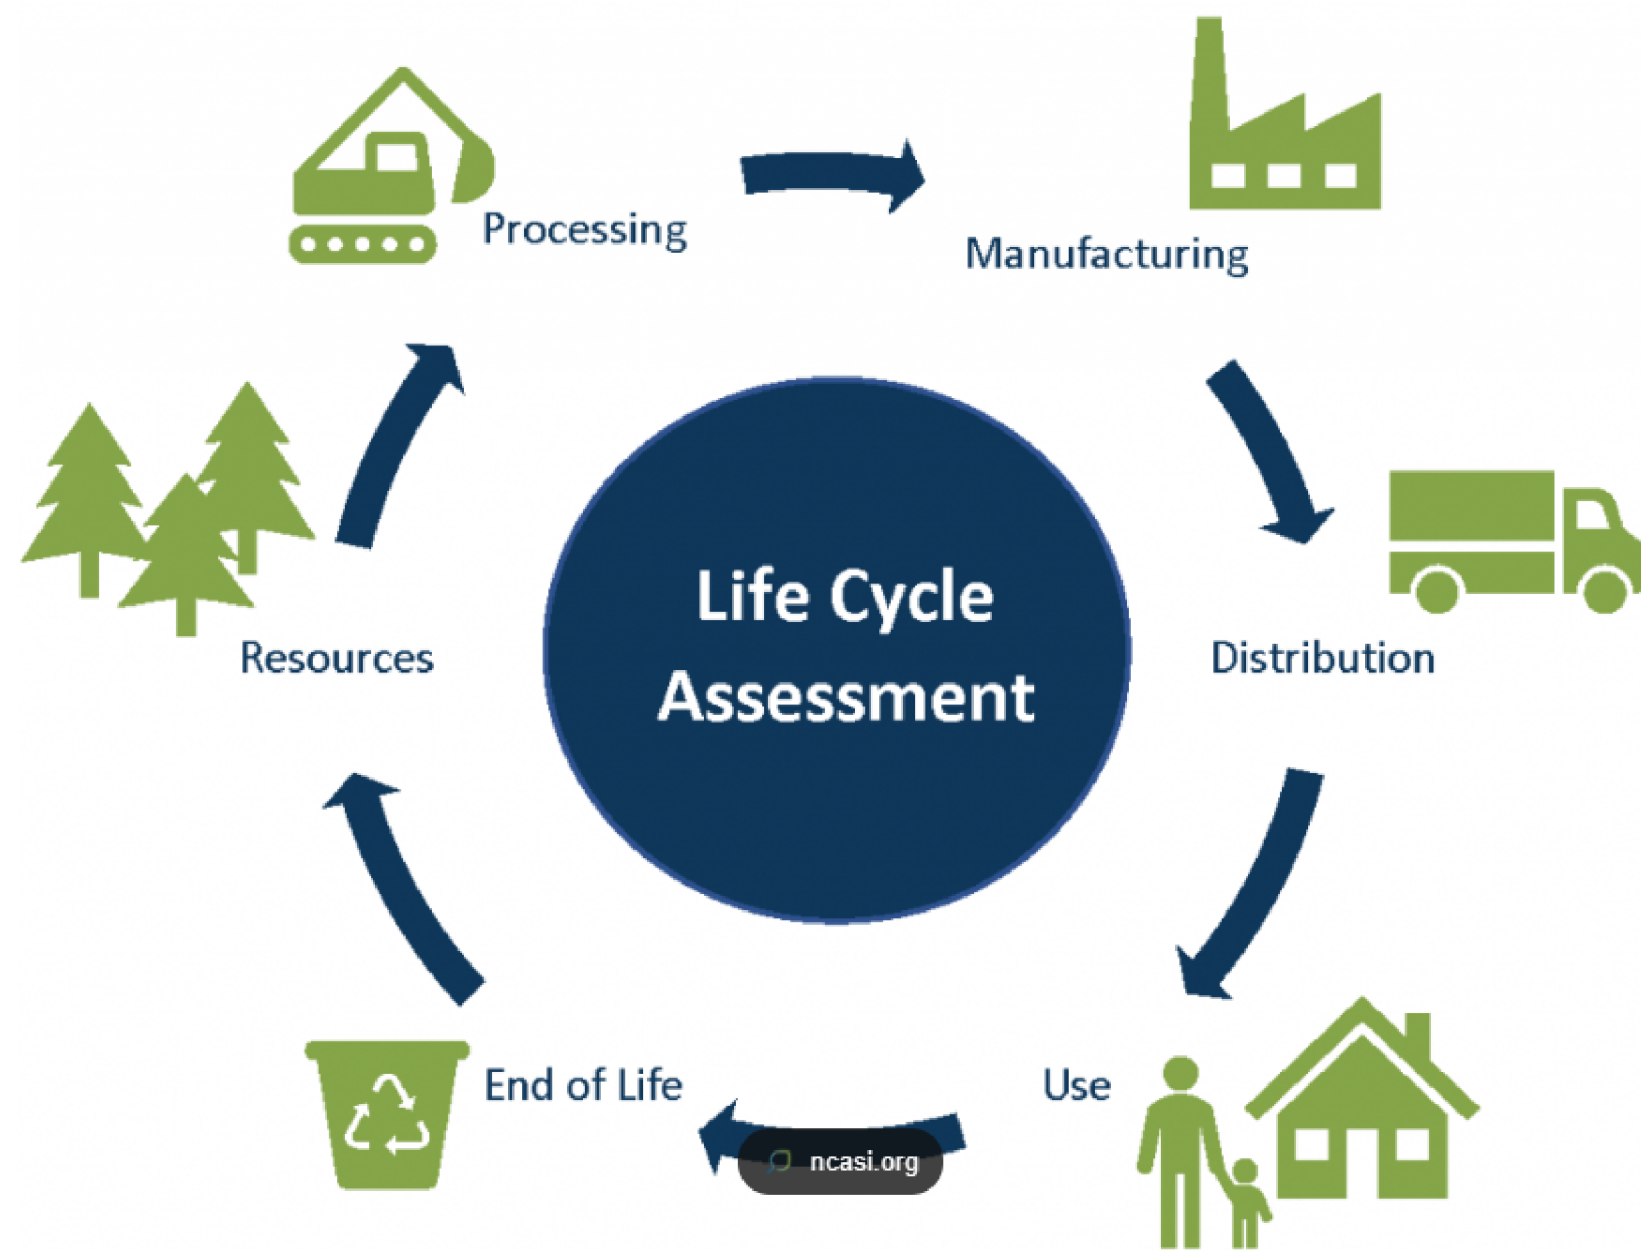 Processing
Manufacturing
Life Cycle
Assessment
Resources
Distribution
End of Life
Use
ncasi.org